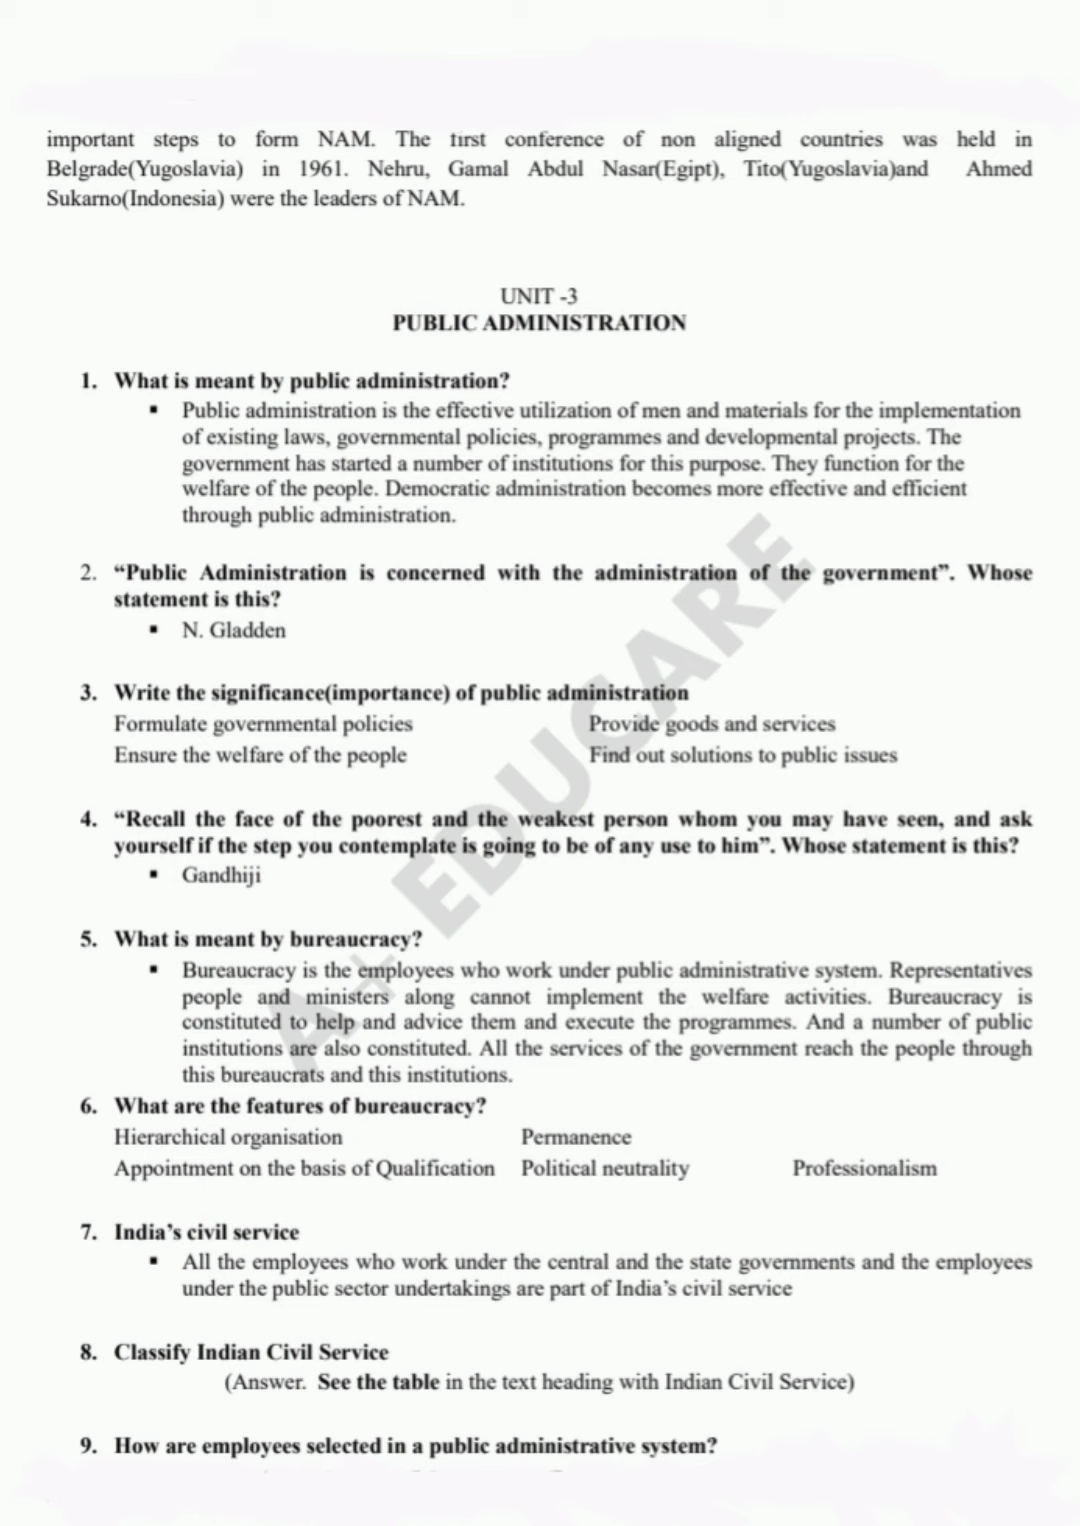 important steps to form NAM. The first conference of non aligned countries was held in
Belgrade(Yugoslavia) in 1961. Nehru, Gamal Abdul Nasar(Egipt), Tito(Yugoslavia)and Ahmed
Sukarno(Indonesia) were the leaders of NAM.
UNIT -3
PUBLIC ADMINISTRATION
1. What is meant by public administration?
▪ Public administration is the effective utilization of men and materials for the implementation
of existing laws, governmental policies, programmes and developmental projects. The
government has started a number of institutions for this purpose. They function for the
welfare of the people. Democratic administration becomes more effective and efficient
through public administration.
2. “Public Administration is concerned with the administration of the government”. Whose
statement is this?
▪ N. Gladden
3. Write the significance(importance) of public administration
Formulate governmental policies Provide goods and services
Ensure the welfare of the people Find out solutions to public issues
4. “Recall the face of the poorest and the weakest person whom you may have seen, and ask
yourself if the step you contemplate is going to be of any use to him”. Whose statement is this?
▪ Gandhiji
5. What is meant by bureaucracy?
▪ Bureaucracy is the employees who work under public administrative system. Representatives
people and ministers along cannot implement the welfare activities. Bureaucracy is
constituted to help and advice them and execute the programmes. And a number of public
institutions are also constituted. All the services of the government reach the people through
this bureaucrats and this institutions.
6. What are the features of bureaucracy?
Hierarchical organisation Permanence
Appointment on the basis of Qualification Political neutrality Professionalism
7. India’s civil service
▪ All the employees who work under the central and the state governments and the employees
under the public sector undertakings are part of India’s civil service
8. Classify Indian Civil Service
(Answer. See the table in the text heading with Indian Civil Service)
9. How are employees selected in a public administrative system?
A+ EDUCARE